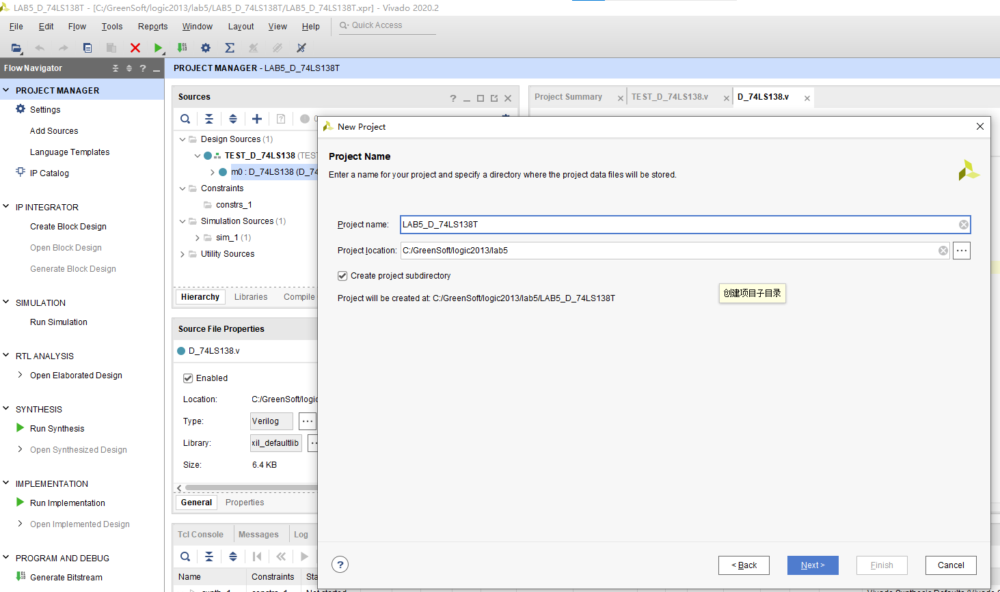 LAB5_D_74LS138T - [C:/GreenSoft/logic2013/lab5/LAB5_D_74LS138T/LAB5_D_74LS138T.xpr] - Vivado 2020.2
File Edit Flow Tools Reports Window Layout View Help Quick Access
Flow Navigator
PROJECT MANAGER
Settings
Add Sources
Language Templates
IP Catalog
IP INTEGRATOR
Create Block Design
Open Block Design
Generate Block Design
SIMULATION
Run Simulation
RTL ANALYSIS
Open Elaborated Design
SYNTHESIS
Run Synthesis
Open Synthesized Design
IMPLEMENTATION
Run Implementation
Open Implemented Design
PROGRAM AND DEBUG
Generate Bitstream
PROJECT MANAGER - LAB5_D_74LS138T
Sources
Design Sources (1)
TEST_D_74LS138 (TES
m0 : D_74LS138 (D_74
Constraints
constrs_1
Simulation Sources (1)
sim_1 (1)
Utility Sources
Hierarchy Libraries Compile
Source File Properties
D_74LS138.v
Enabled
Location: C:/GreenSoft/logic
Type: Verilog
Library: xil_defaultlib
Size: 6.4 KB
General Properties
Tcl Console Messages Log
Name Constraints Sta
Project Summary TEST_D_74LS138.v D_74LS138.v
New Project
Project Name
Enter a name for your project and specify a directory where the project data files will be stored.
Project name: LAB5_D_74LS138T
Project location: C:/GreenSoft/logic2013/lab5
Create project subdirectory
Project will be created at: C:/GreenSoft/logic2013/lab5/LAB5_D_74LS138T
创建项目子目录
? < Back Next > Finish Cancel